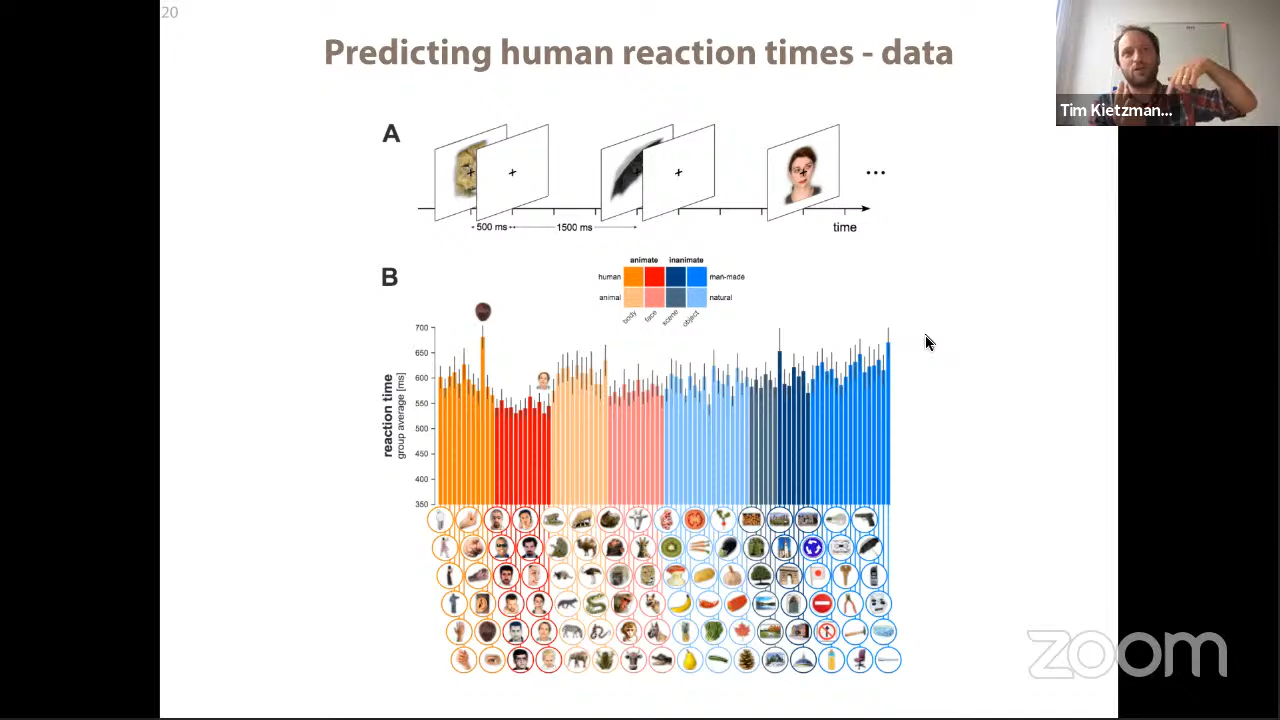 20
Predicting human reaction times - data
Tim Kietzman...
A
...
500 ms
1500 ms
time
B
animate inanimate
human man-made
animal natural
body face scene object
700
650
600
550
500
450
400
350
reaction time
group average [ms]
zoom